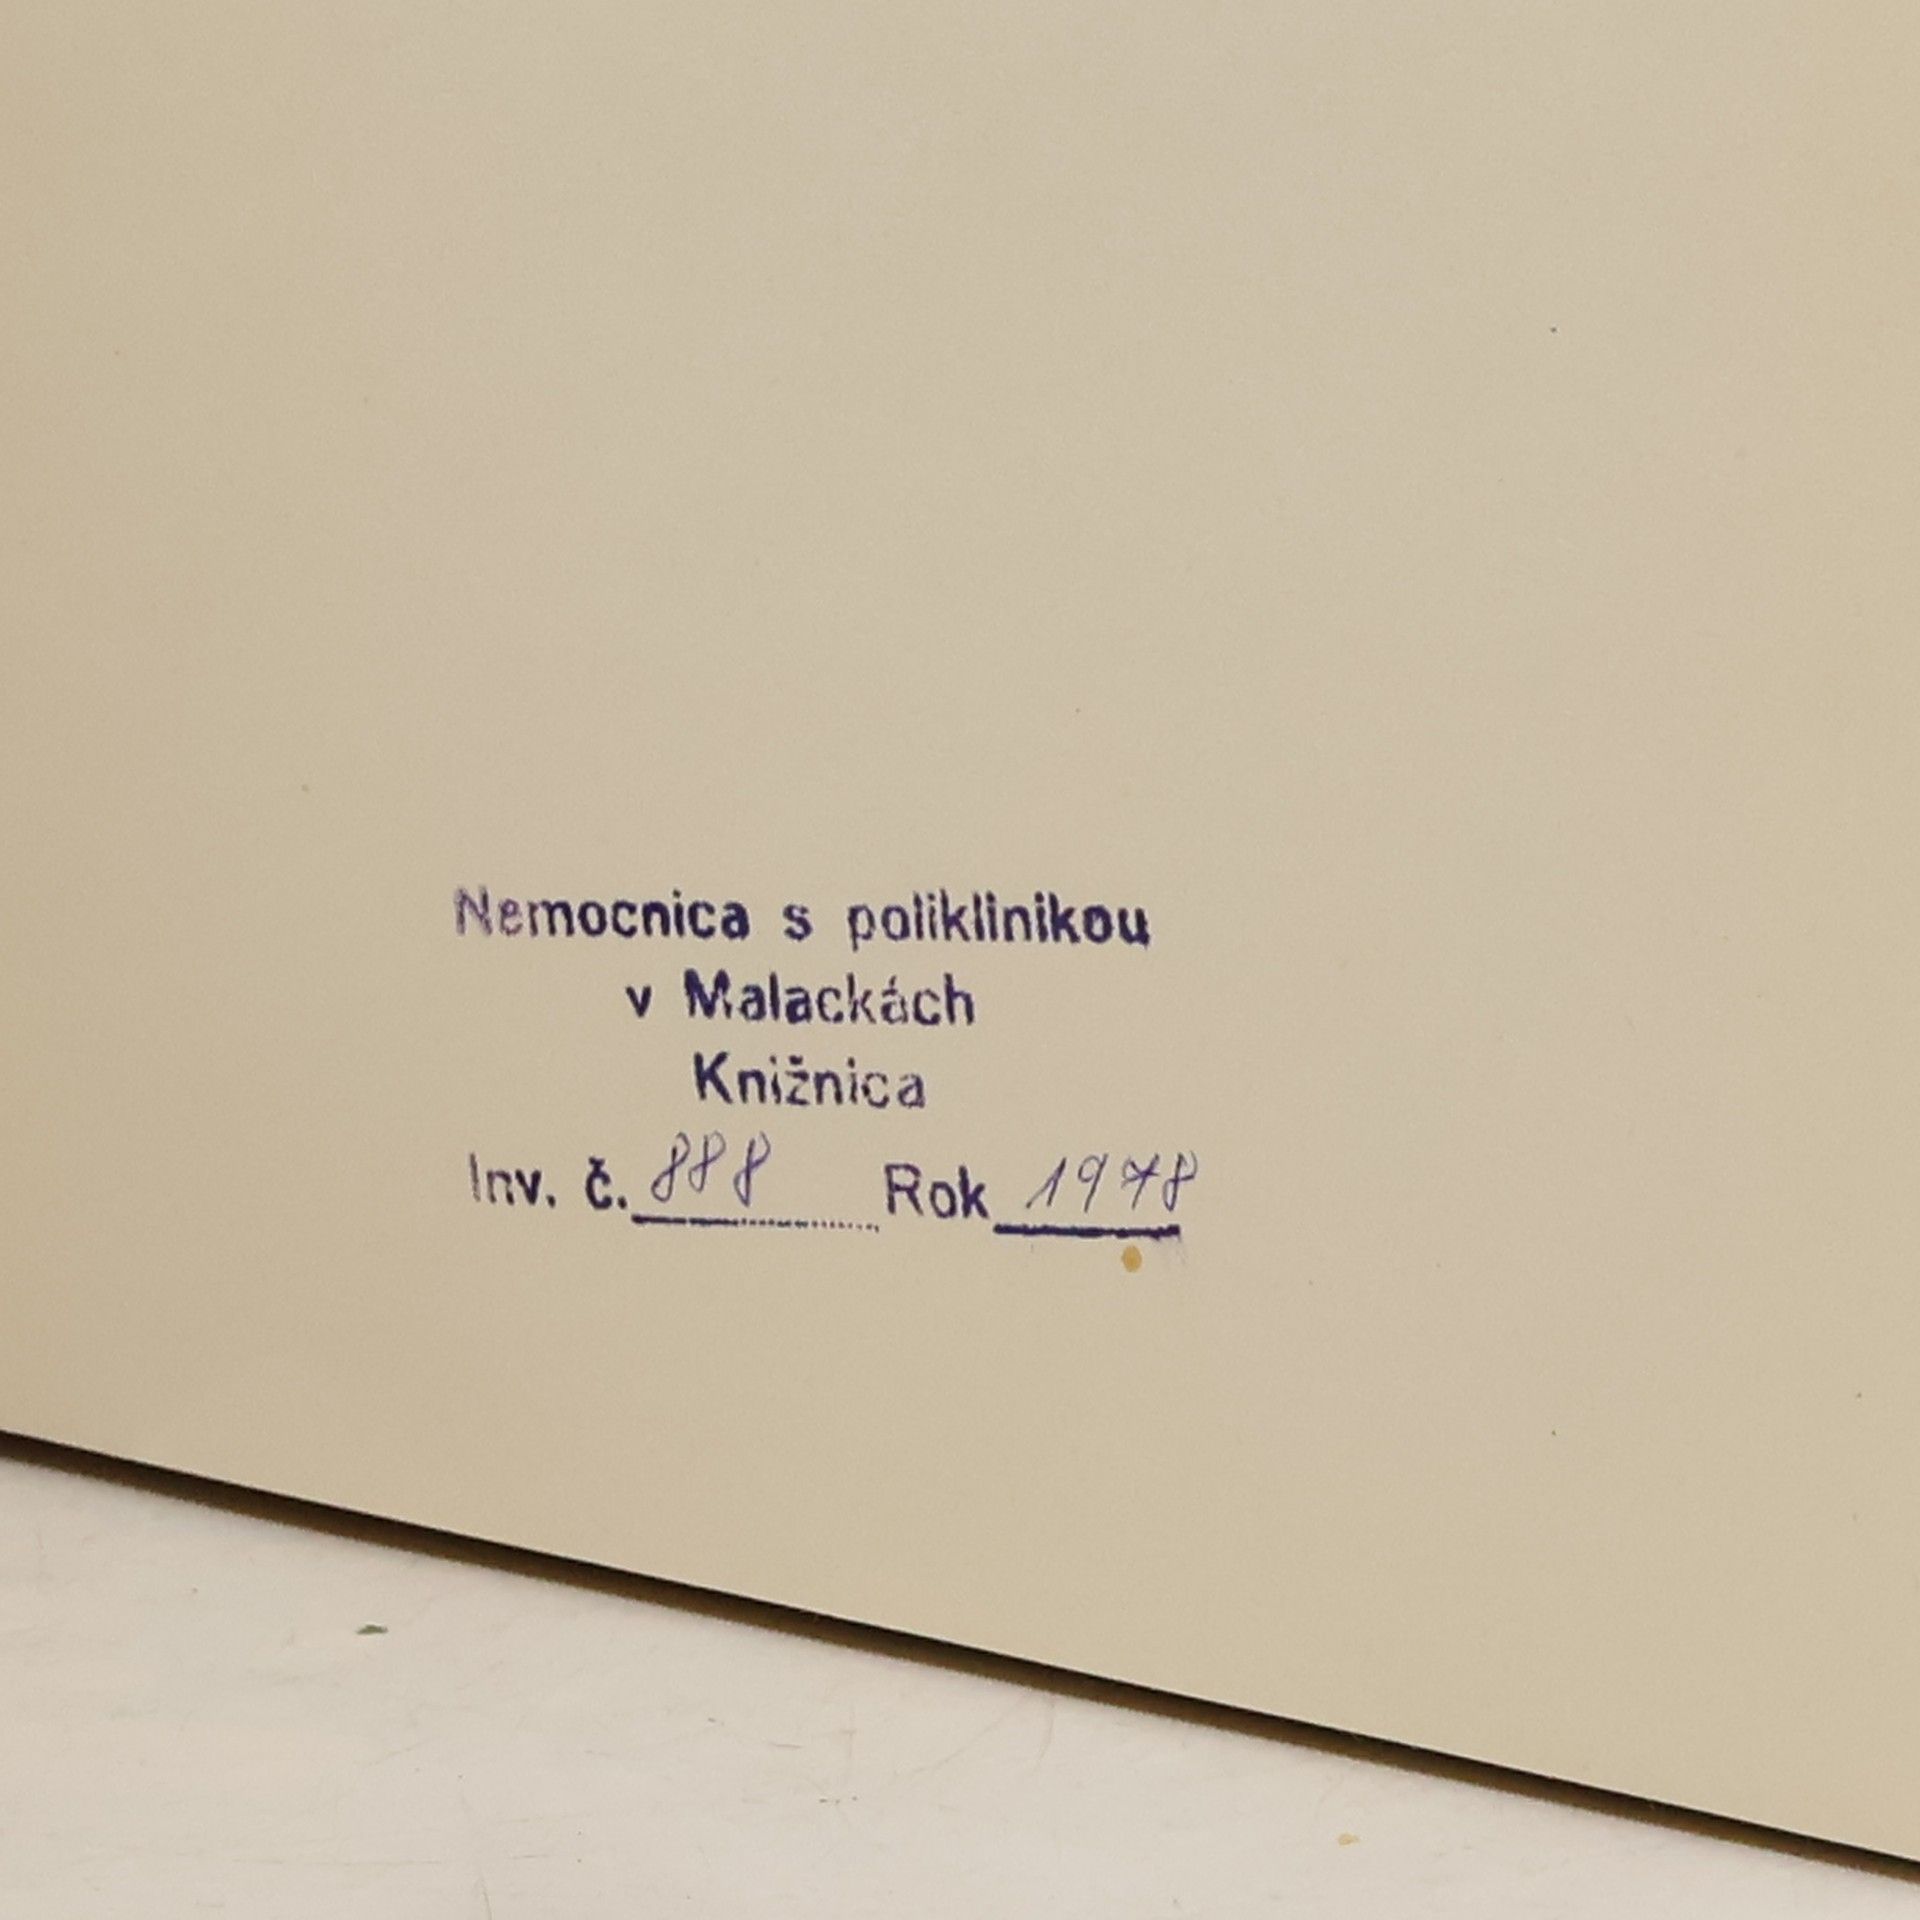 Nemocnica s poliklinikou
v Malackách
Knižnica
Inv. č. 888 Rok 1978